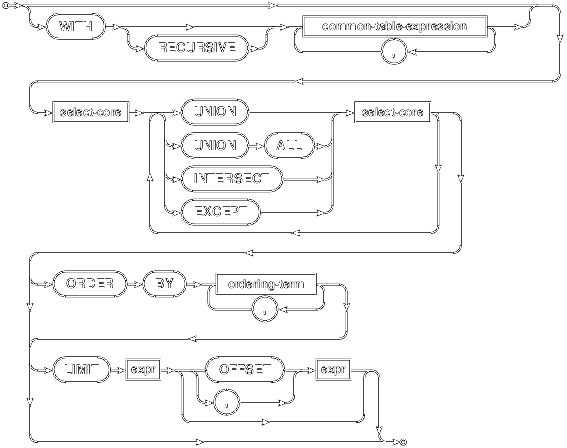 WITH RECURSIVE common-table-expression ,
select-core UNION select-core
UNION ALL
INTERSECT
EXCEPT
ORDER BY ordering-term ,
LIMIT expr OFFSET expr
,